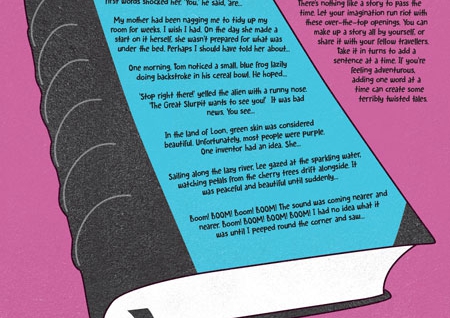 first words shocked her. 'You,' he said, 'are...
My mother had been nagging me to tidy up my
room for weeks. I wish I had. On the day she made a
start on it herself, she wasn't prepared for what was
under the bed. Perhaps I should have told her about...
One morning, Tom noticed a small, blue frog lazily
doing backstroke in his cereal bowl. He hoped...
'Stop right there!' yelled the alien with a runny nose.
'The Great Slurpit wants to see you!' It was bad
news. You see...
In the land of Loon, green skin was considered
beautiful. Unfortunately, most people were purple.
One inventor had an idea. She...
Sailing along the lazy river, Lee gazed at the sparkling water,
watching petals from the cherry trees drift alongside. It
was peaceful and beautiful until suddenly...
Boom! BOOM! Boom! BOOM! The sound was coming nearer and
nearer. Boom! BOOM! BOOM! BOOM! I had no idea what it
was until I peeped round the corner and saw...
There's nothing like a story to pass the
time. Let your imagination run riot with
these over-the-top openings. You can
make up a story all by yourself, or
share it with your fellow travellers.
Take it in turns to add a
sentence at a time. If you're
feeling adventurous,
adding one word at a
time can create some
terribly twisted tales.